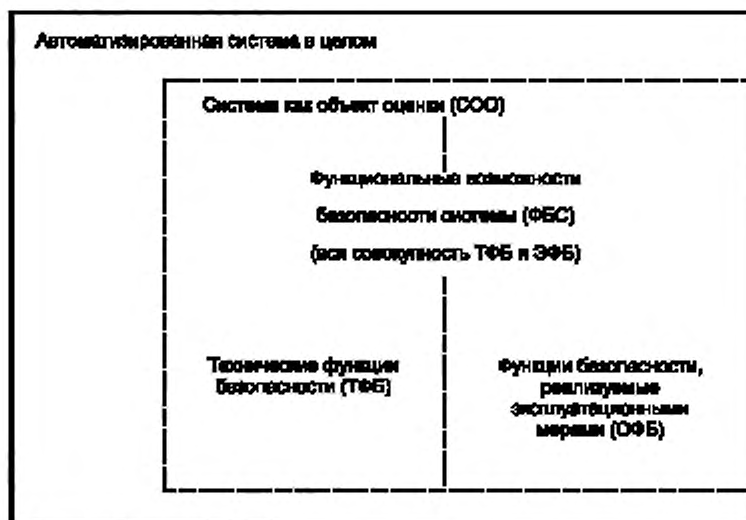 Автоматизированная система в целом
Система как объект оценки (СОО)
Функциональные возможности
безопасности системы (ФБС)
(вся совокупность ТФБ и ЭФБ)
Технические функции
безопасности (ТФБ)
Функции безопасности,
реализуемые
эксплуатационными
мерами (ОФБ)